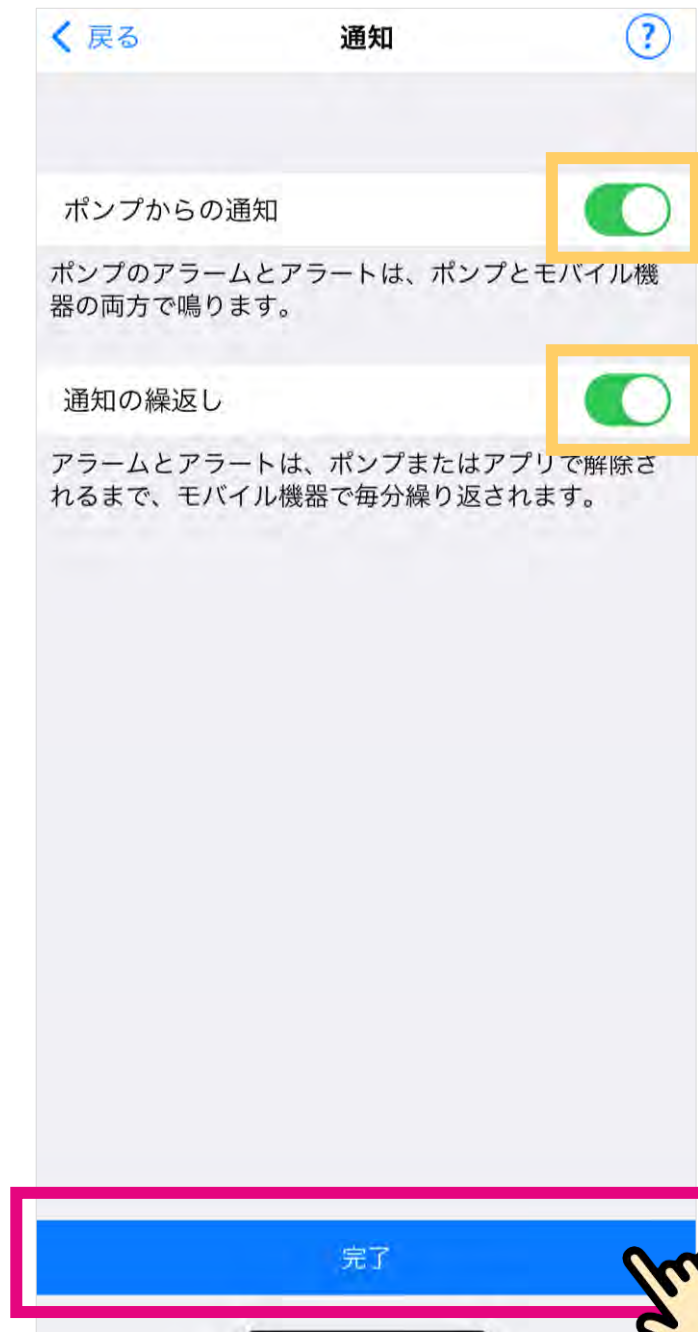 戻る 通知 ?
ポンプからの通知
ポンプのアラームとアラートは、ポンプとモバイル機
器の両方で鳴ります。
通知の繰返し
アラームとアラートは、ポンプまたはアプリで解除さ
れるまで、モバイル機器で毎分繰り返されます。
完了